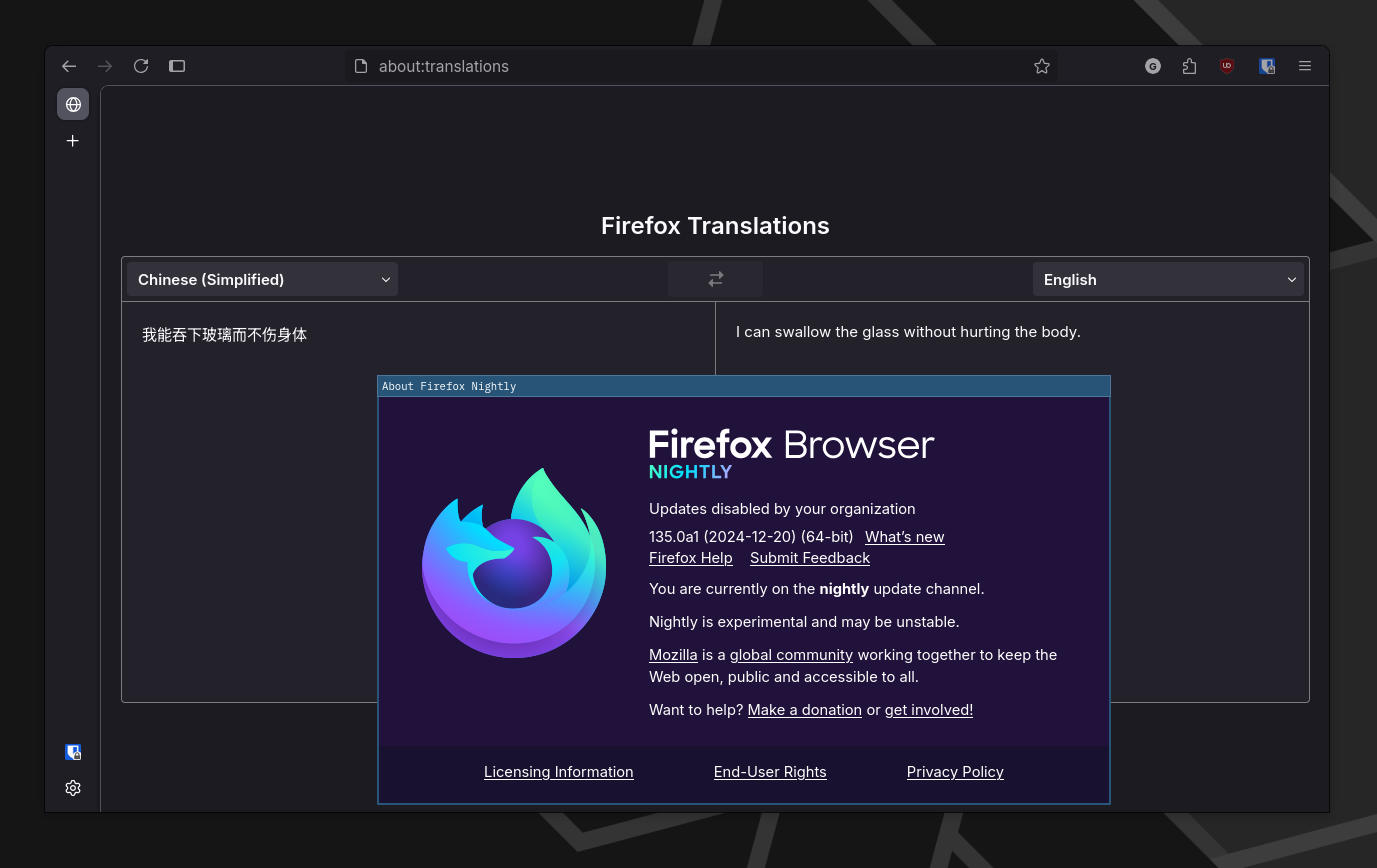 about:translations
G
UD
Firefox Translations
Chinese (Simplified)
English
我能吞下玻璃而不伤身体
I can swallow the glass without hurting the body.
About Firefox Nightly
Firefox Browser
NIGHTLY
Updates disabled by your organization
135.0a1 (2024-12-20) (64-bit) What's new
Firefox Help Submit Feedback
You are currently on the nightly update channel.
Nightly is experimental and may be unstable.
Mozilla is a global community working together to keep the
Web open, public and accessible to all.
Want to help? Make a donation or get involved!
Licensing Information End-User Rights Privacy Policy